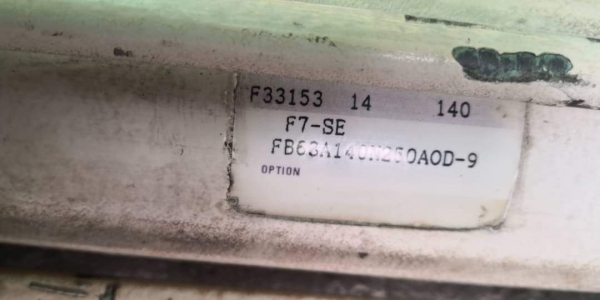 F33153 14 140
F7-SE
FB63A140N250AOD-9
OPTION